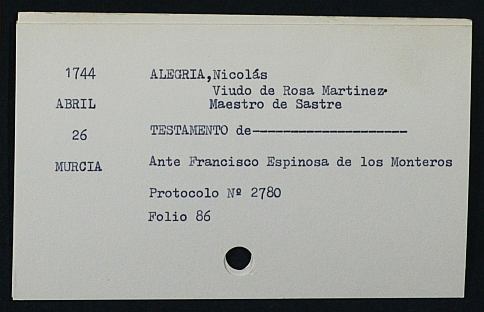 1744 ALEGRIA,Nicolás
Viudo de Rosa Martinez.
ABRIL Maestro de Sastre
26 TESTAMENTO de--------------------
MURCIA Ante Francisco Espinosa de los Monteros
Protocolo Nº 2780
Folio 86